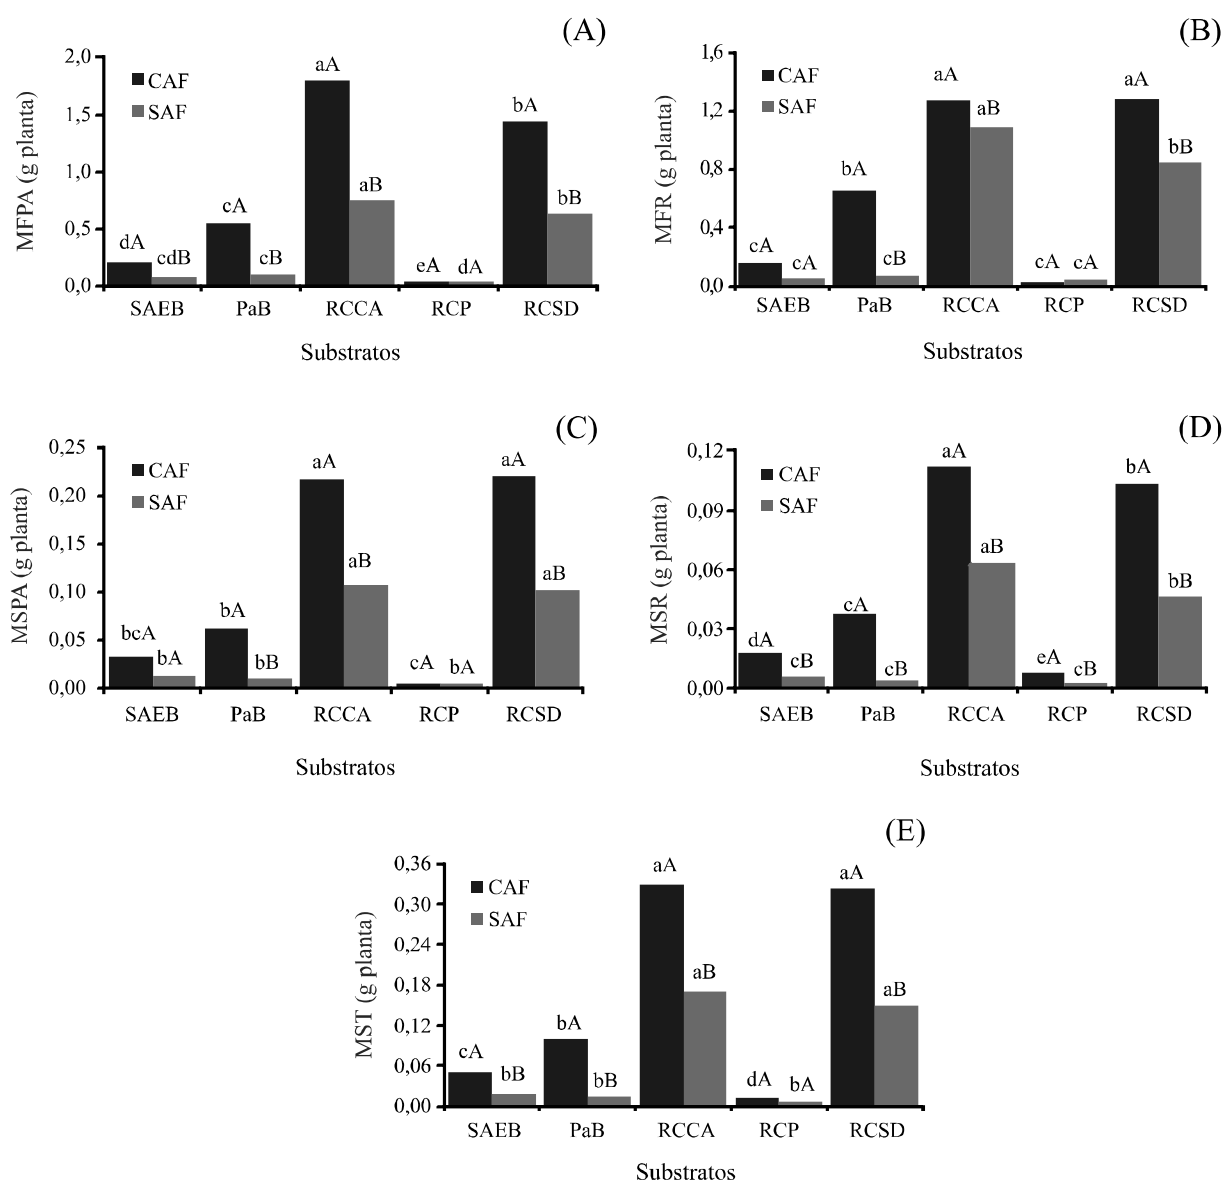 (A)
MFPA (g planta)
2,0
1,5
1,0
0,5
0,0
CAF
SAF
dA cdB cA cB aA aB eA dA bA bB
SAEB PaB RCCA RCP RCSD
Substratos
(B)
MFR (g planta)
1,6
1,2
0,8
0,4
0,0
CAF
SAF
cA cA bA cB aA aB cA cA aA bB
SAEB PaB RCCA RCP RCSD
Substratos
(C)
MSPA (g planta)
0,25
0,20
0,15
0,10
0,05
0,00
CAF
SAF
bcA bA bA bB aA aB cA bA aA aB
SAEB PaB RCCA RCP RCSD
Substratos
(D)
MSR (g planta)
0,12
0,09
0,06
0,03
0,00
CAF
SAF
dA cB cA cB aA aB eA cB bA bB
SAEB PaB RCCA RCP RCSD
Substratos
(E)
MST (g planta)
0,36
0,30
0,24
0,18
0,12
0,06
0,00
CAF
SAF
cA bB bA bB aA aB dA bA aA aB
SAEB PaB RCCA RCP RCSD
Substratos